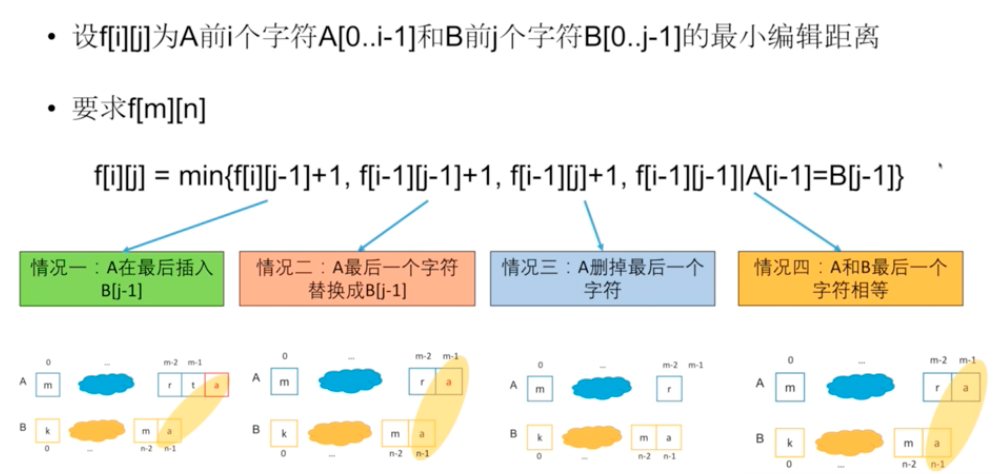 • 设f[i][j]为A前i个字符A[0..i-1]和B前j个字符B[0..j-1]的最小编辑距离
• 要求f[m][n]
f[i][j] = min{f[i][j-1]+1, f[i-1][j-1]+1, f[i-1][j]+1, f[i-1][j-1]|A[i-1]=B[j-1]}
情况一：A在最后插入
B[j-1]
情况二：A最后一个字符
替换成B[j-1]
情况三：A删掉最后一个
字符
情况四：A和B最后一个
字符相等
0 ... m-2 m-1
A m r t a
B k m a
0 n-2 n-1
0 ... m-2 m-1
A m r a
B k m a
0 n-2 n-1
0 ... m-2 m-1
A m r
B k m a
0 n-2 n-1
0 ... m-2 m-1
A m r a
B k m a
0 n-2 n-1